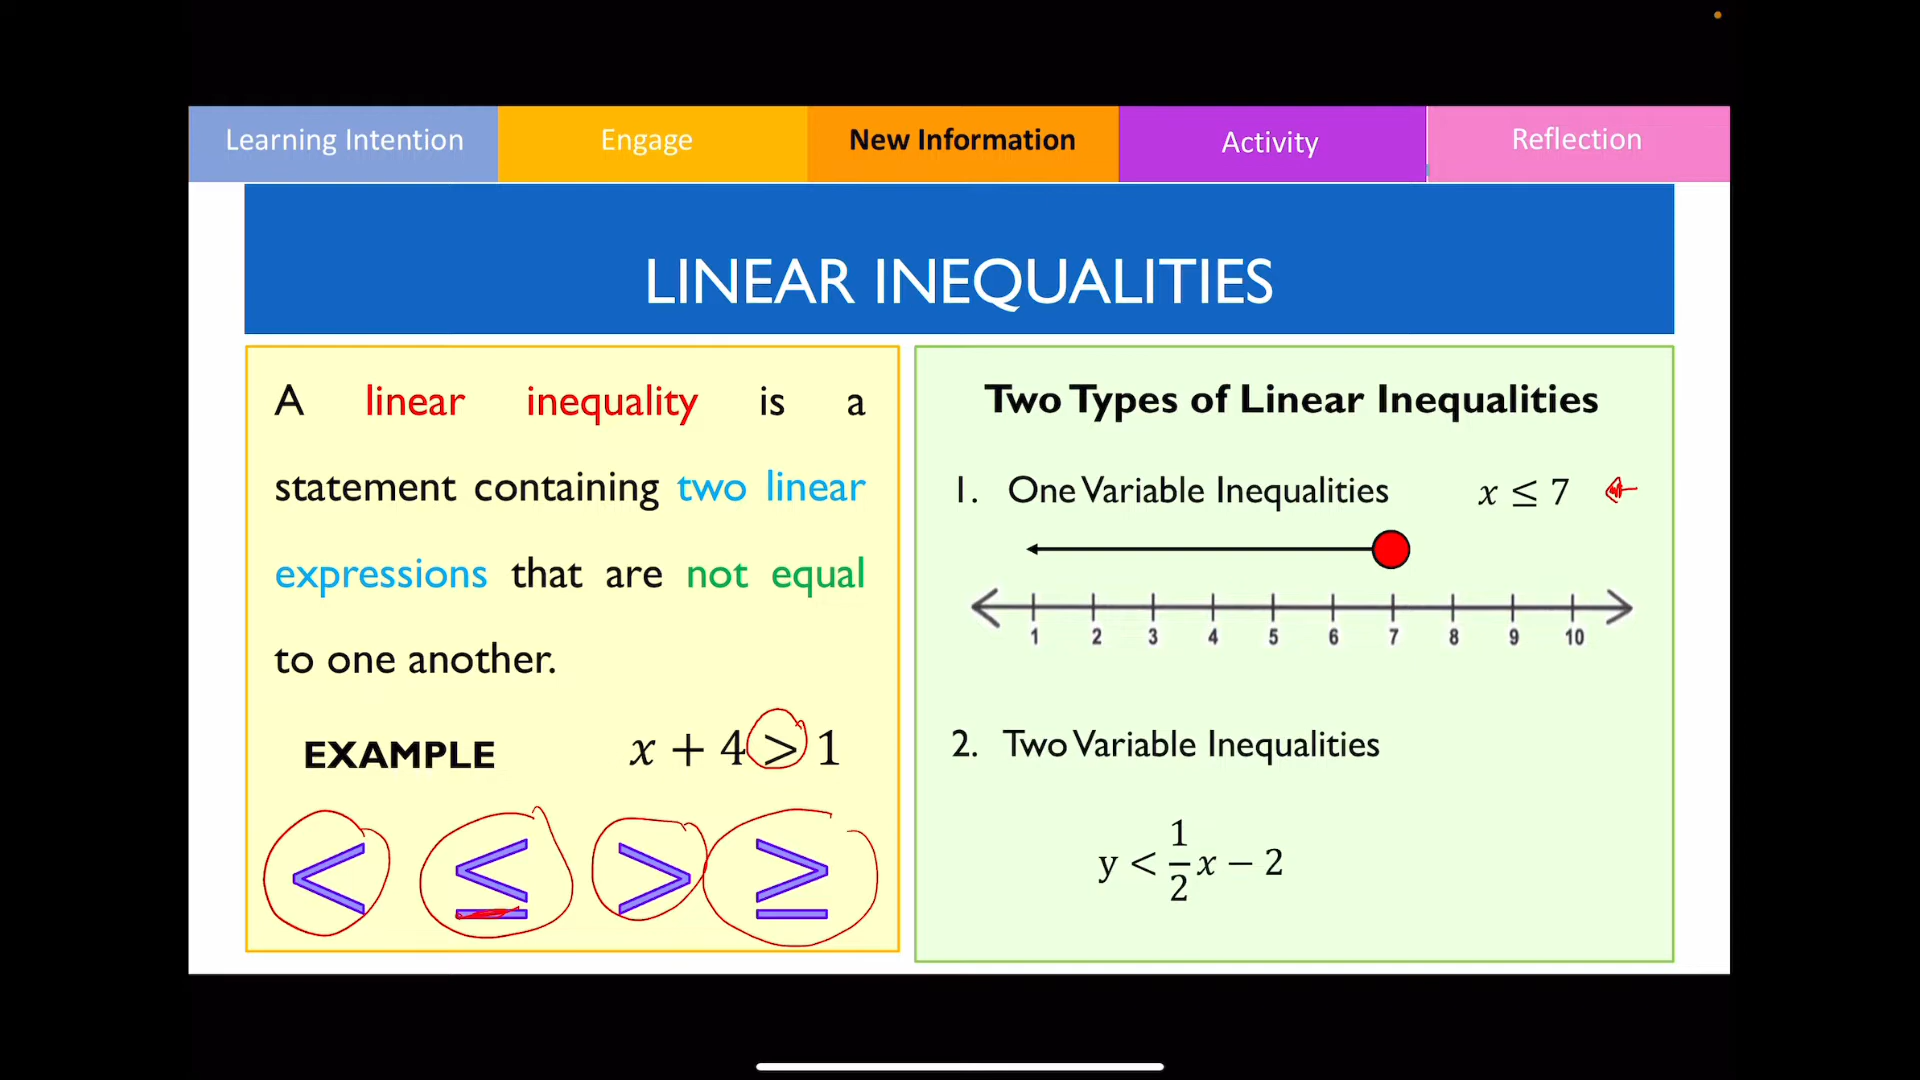 Learning Intention Engage New Information Activity Reflection
LINEAR INEQUALITIES
A linear inequality is a
statement containing two linear
expressions that are not equal
to one another.
EXAMPLE x + 4 > 1
< ≤ > ≥
Two Types of Linear Inequalities
1. One Variable Inequalities x ≤ 7
1 2 3 4 5 6 7 8 9 10
2. Two Variable Inequalities
y < 1/2 x − 2